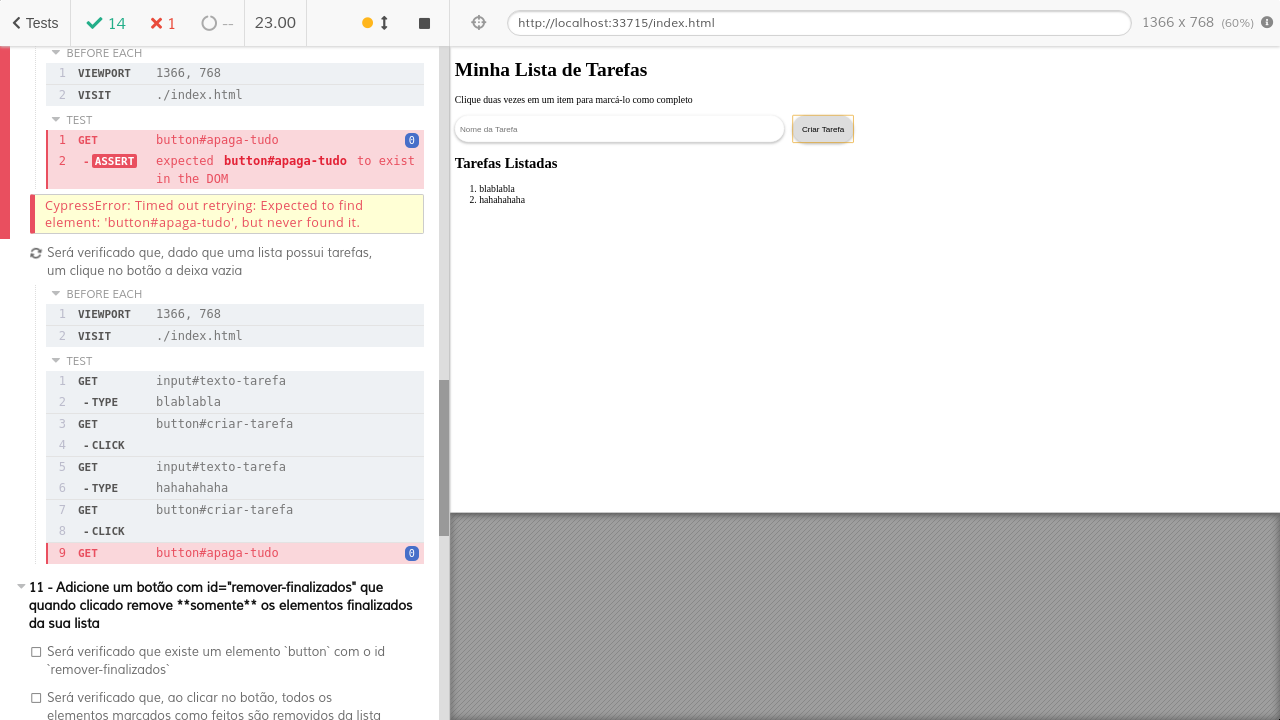 Tests
14
1
--
23.00
http://localhost:33715/index.html
1366 x 768 (60%)
BEFORE EACH
1 VIEWPORT 1366, 768
2 VISIT ./index.html
TEST
1 GET button#apaga-tudo 0
2 - ASSERT expected button#apaga-tudo to exist
in the DOM
CypressError: Timed out retrying: Expected to find
element: 'button#apaga-tudo', but never found it.
Será verificado que, dado que uma lista possui tarefas,
um clique no botão a deixa vazia
BEFORE EACH
1 VIEWPORT 1366, 768
2 VISIT ./index.html
TEST
1 GET input#texto-tarefa
2 - TYPE blablabla
3 GET button#criar-tarefa
4 - CLICK
5 GET input#texto-tarefa
6 - TYPE hahahahaha
7 GET button#criar-tarefa
8 - CLICK
9 GET button#apaga-tudo 0
11 - Adicione um botão com id="remover-finalizados" que
quando clicado remove **somente** os elementos finalizados
da sua lista
Será verificado que existe um elemento `button` com o id
`remover-finalizados`
Será verificado que, ao clicar no botão, todos os
elementos marcados como feitos são removidos da lista
Minha Lista de Tarefas
Clique duas vezes em um item para marcá-lo como completo
Nome da Tarefa
Criar Tarefa
Tarefas Listadas
1. blablabla
2. hahahahaha